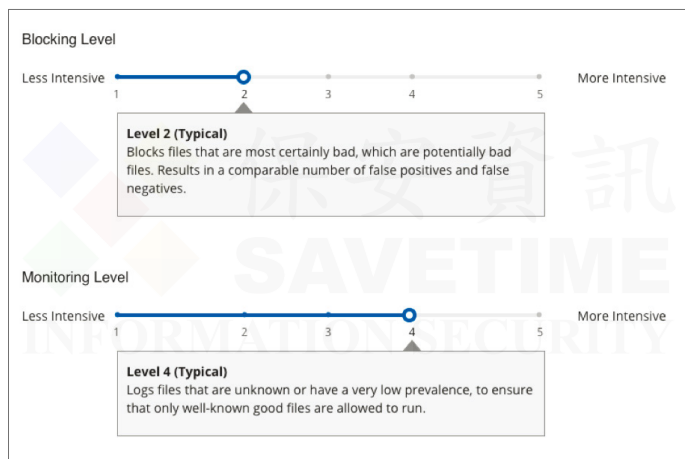 Blocking Level
Less Intensive
More Intensive
1 2 3 4 5
Level 2 (Typical)
Blocks files that are most certainly bad, which are potentially bad
files. Results in a comparable number of false positives and false
negatives.
保安資訊
SAVETIME
INFORMATION SECURITY
Monitoring Level
Less Intensive
More Intensive
1 2 3 4 5
Level 4 (Typical)
Logs files that are unknown or have a very low prevalence, to ensure
that only well-known good files are allowed to run.